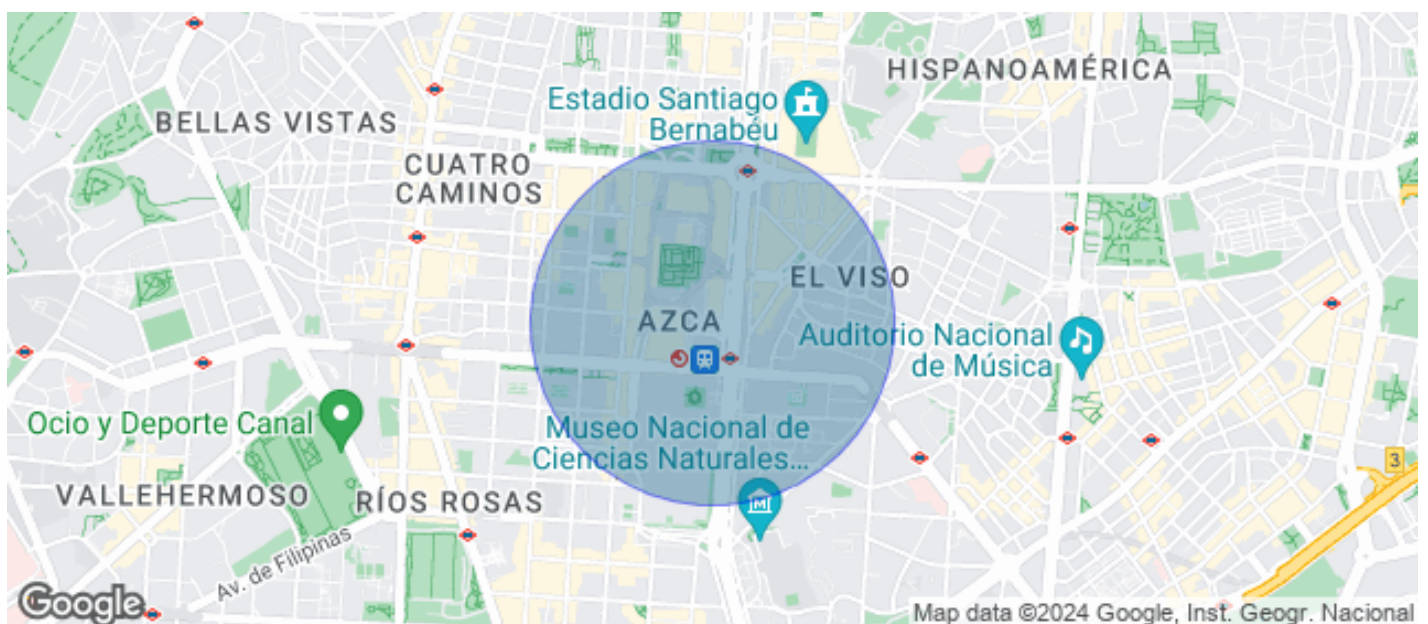 HISPANOAMÉRICA
Estadio Santiago
Bernabéu
BELLAS VISTAS
CUATRO
CAMINOS
EL VISO
AZCA
Auditorio Nacional
de Música
Ocio y Deporte Canal
Museo Nacional de
Ciencias Naturales...
3
VALLEHERMOSO
RÍOS ROSAS
Av. de Filipinas
M
Google
Map data ©2024 Google, Inst. Geogr. Nacional